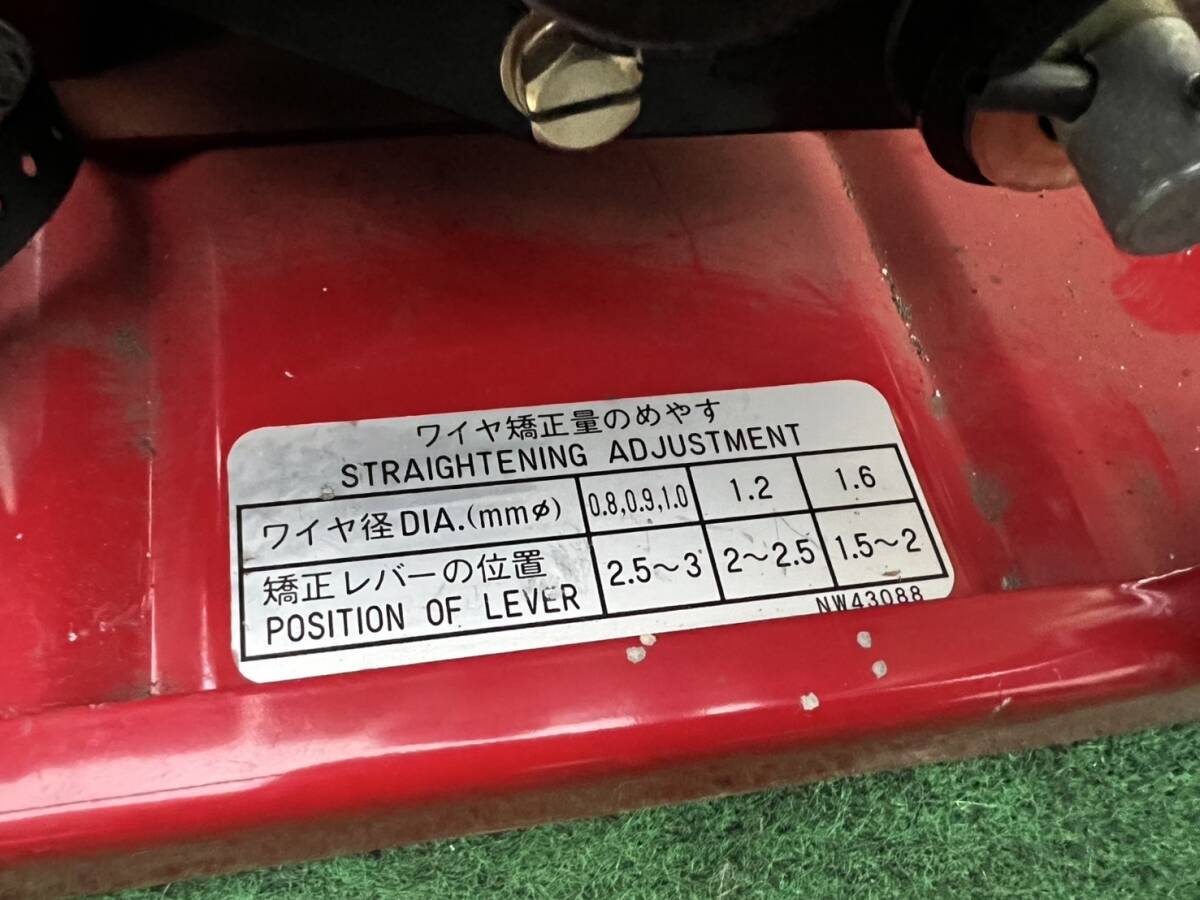 ワイヤ矯正量のめやす
STRAIGHTENING ADJUSTMENT
ワイヤ径DIA.(mmφ) 0.8,0.9,1.0 1.2 1.6
矯正レバーの位置
POSITION OF LEVER 2.5～3 2～2.5 1.5～2
NW43088